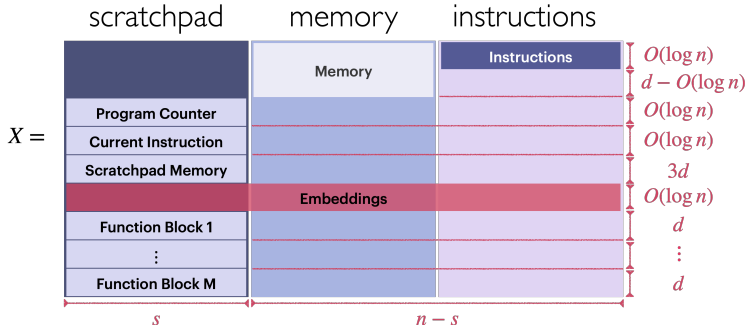 scratchpad memory instructions
Instructions O(log n)
Memory d − O(log n)
Program Counter O(log n)
X = Current Instruction O(log n)
Scratchpad Memory 3d
Embeddings O(log n)
Function Block 1 d
⋮ ⋮
Function Block M d
s n − s